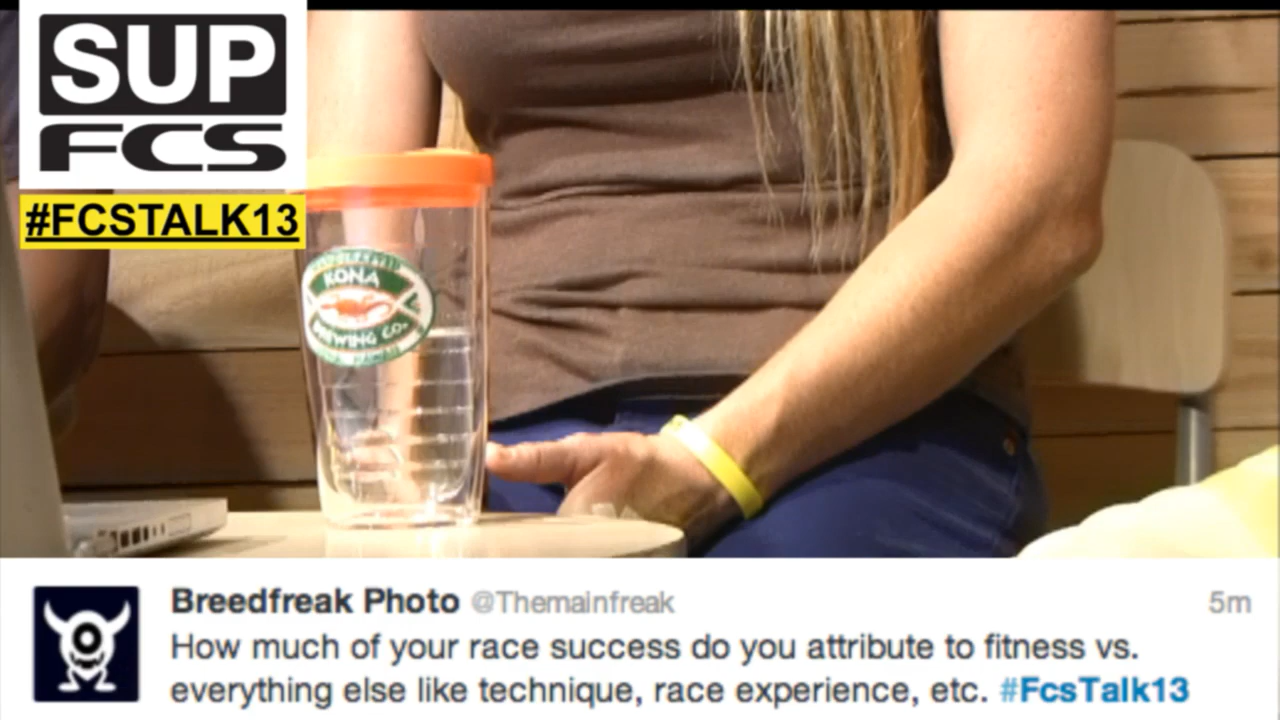 SUP
FCS
#FCSTALK13
KONA
BREWING CO.
Breedfreak Photo @Themainfreak 5m
How much of your race success do you attribute to fitness vs.
everything else like technique, race experience, etc. #FcsTalk13